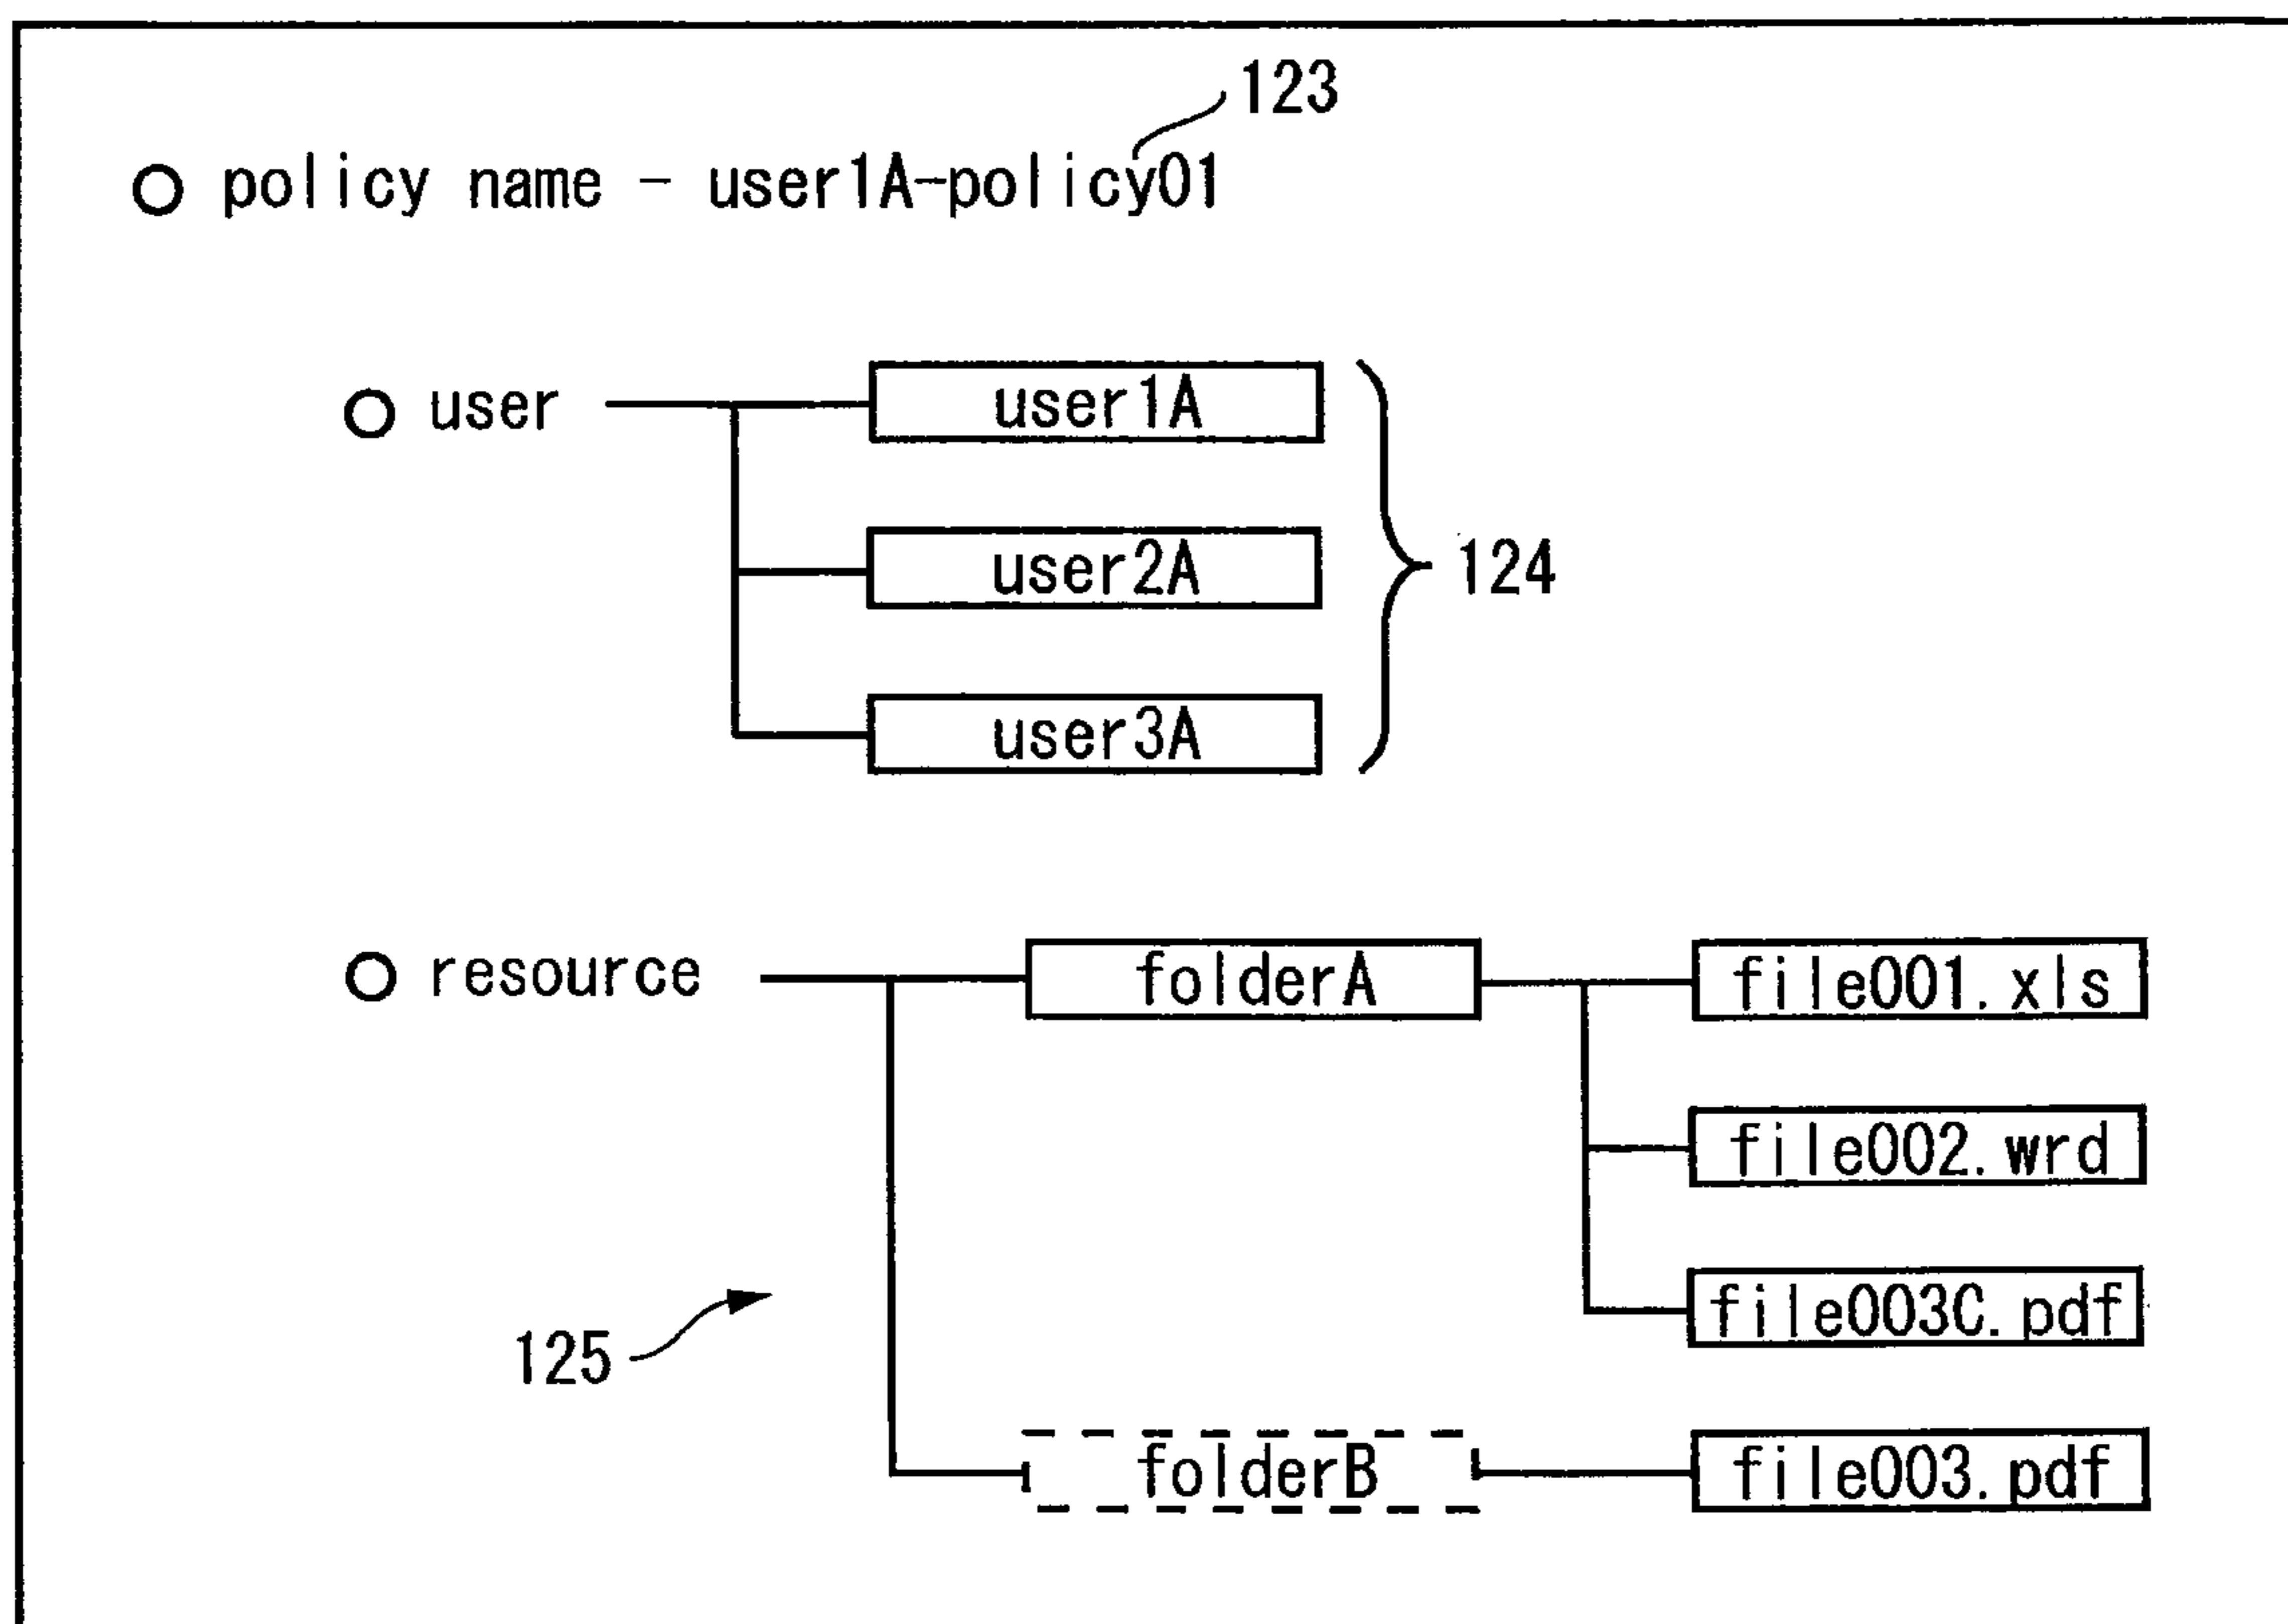 123
policy name - user1A-policy01
user
user1A
user2A
124
user3A
resource
folderA
file001.xls
file002.wrd
file003C.pdf
125
folderB
file003.pdf